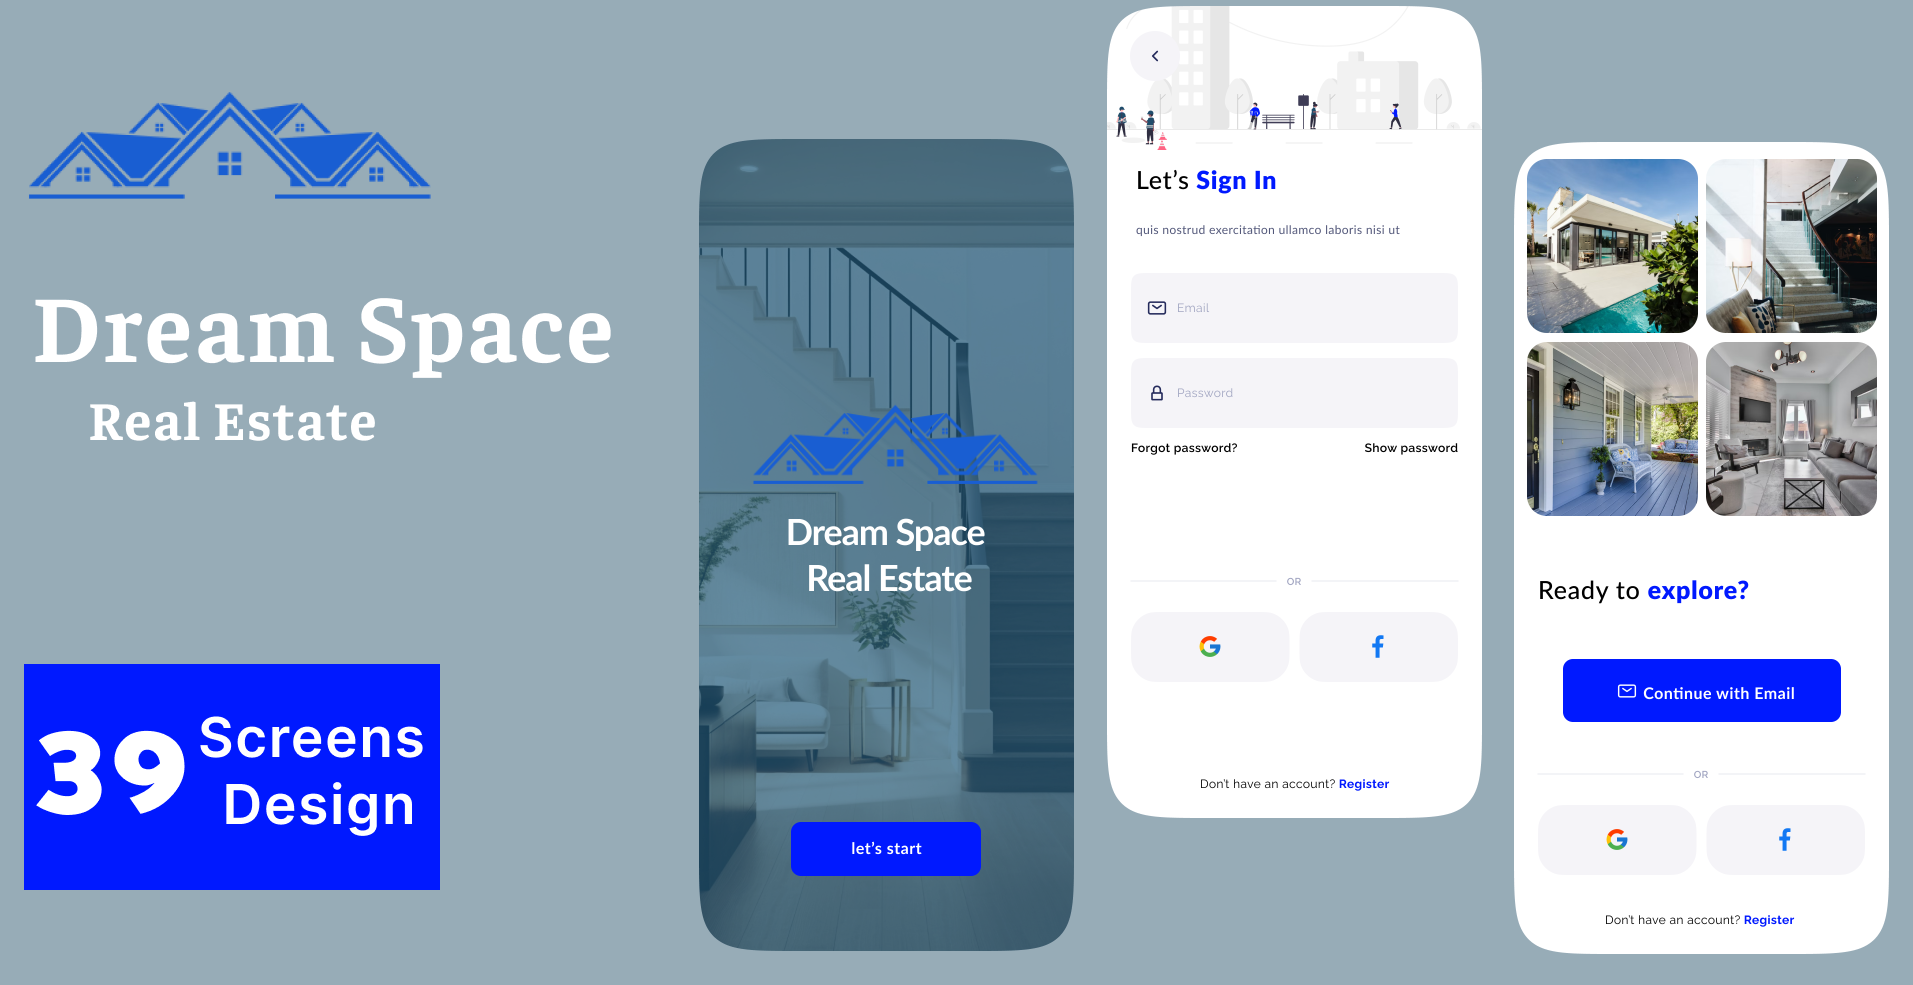 Dream Space
Real Estate
39
Screens
Design
Dream Space
Real Estate
let's start
Let's Sign In
quis nostrud exercitation ullamco laboris nisi ut
Email
Password
Forgot password? Show password
OR
Don't have an account? Register
Ready to explore?
Continue with Email
OR
Don't have an account? Register